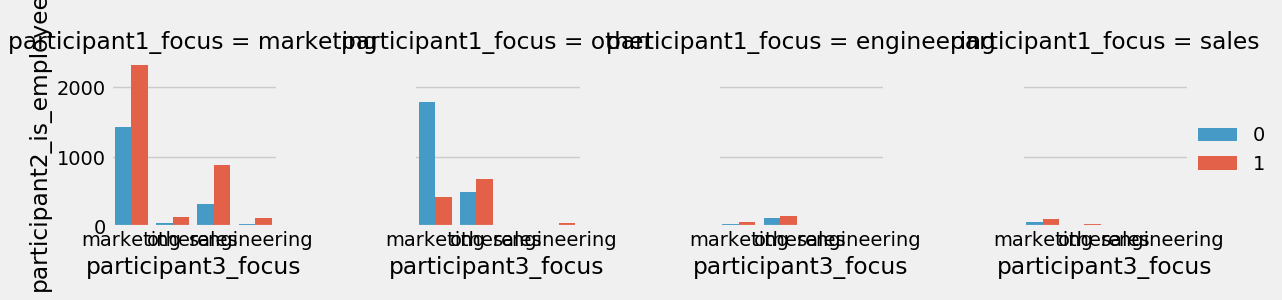 participant1_focus = marketing
participant1_focus = other
participant1_focus = engineering
participant1_focus = sales
participant2_is_employee
2000
1000
0
marketing
other
sales
engineering
participant3_focus
marketing
other
sales
engineering
participant3_focus
marketing
other
sales
engineering
participant3_focus
marketing
other
sales
engineering
participant3_focus
0
1